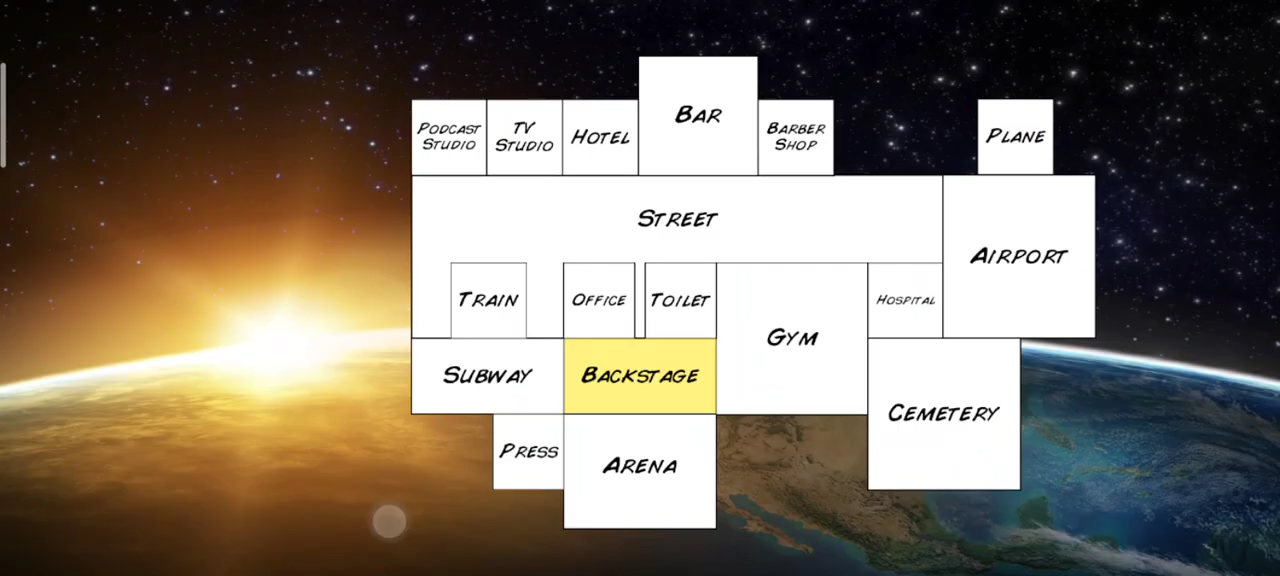 BAR
PODCAST
STUDIO
TV
STUDIO
HOTEL
BARBER
SHOP
PLANE
STREET
AIRPORT
TRAIN
OFFICE
TOILET
HOSPITAL
GYM
SUBWAY
BACKSTAGE
CEMETERY
PRESS
ARENA